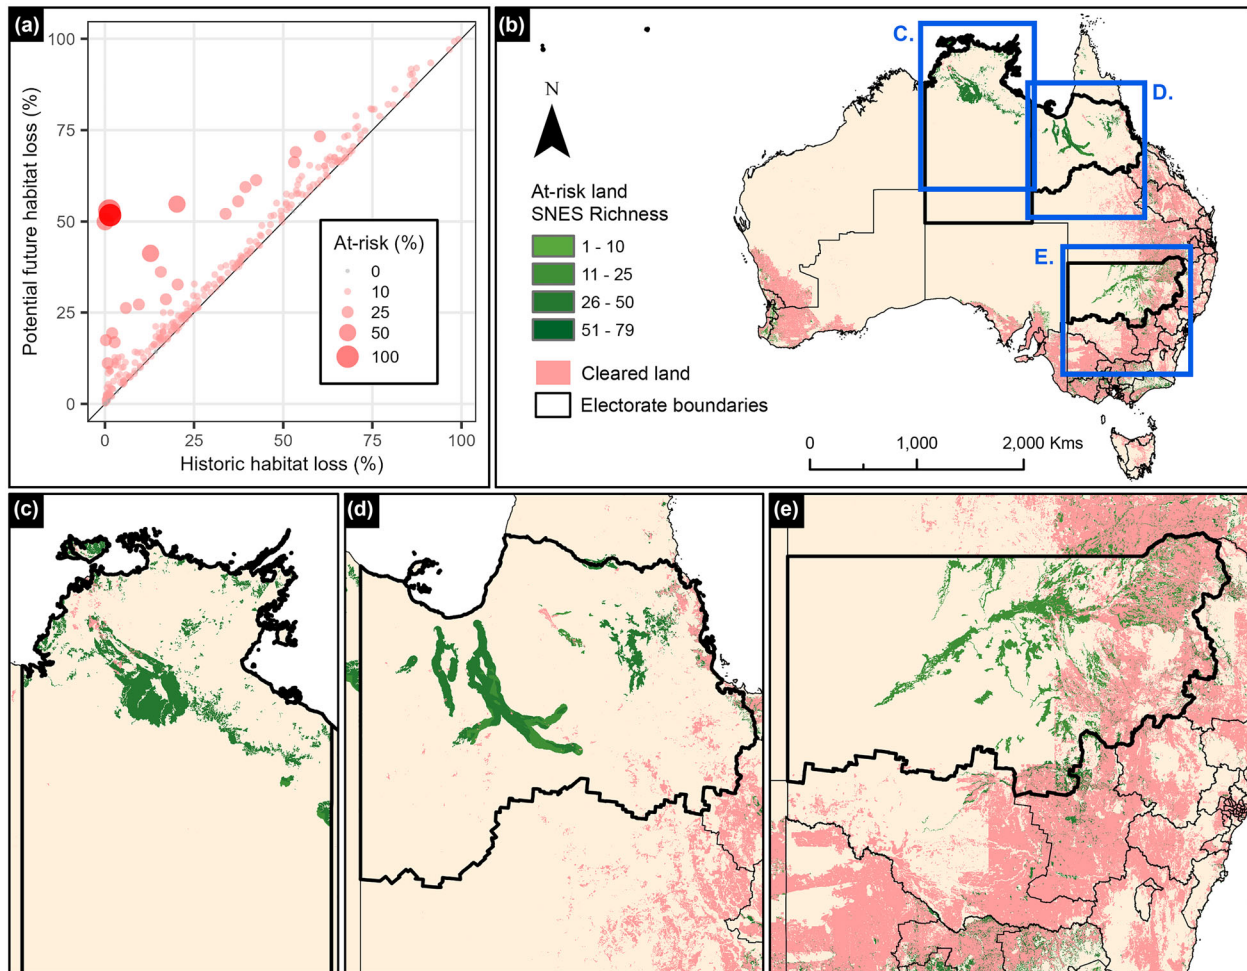 (a)
Potential future habitat loss (%)
100
75
50
25
0
0 25 50 75 100
Historic habitat loss (%)
At-risk (%)
0
10
25
50
100
(b)
C.
D.
E.
N
At-risk land
SNES Richness
1 - 10
11 - 25
26 - 50
51 - 79
Cleared land
Electorate boundaries
0 1,000 2,000 Kms
(c)
(d)
(e)